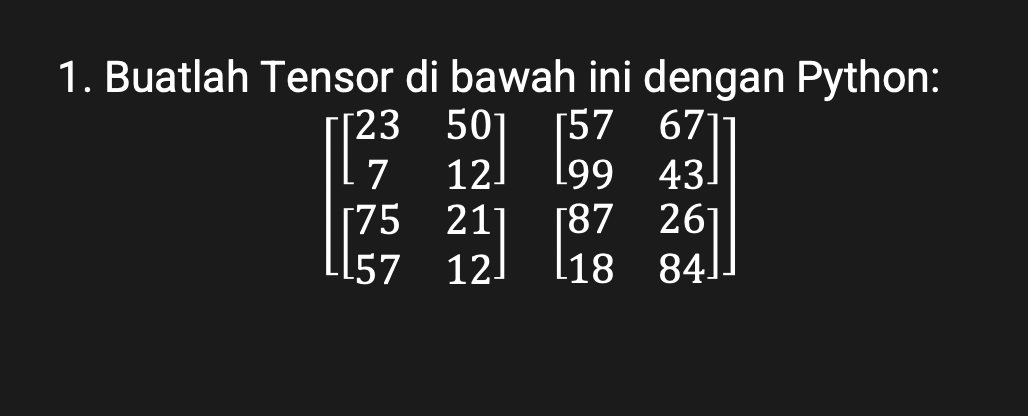 1. Buatlah Tensor di bawah ini dengan Python:
[[23 50] [57 67]]
[[7 12] [99 43]]
[[75 21] [87 26]]
[[57 12] [18 84]]